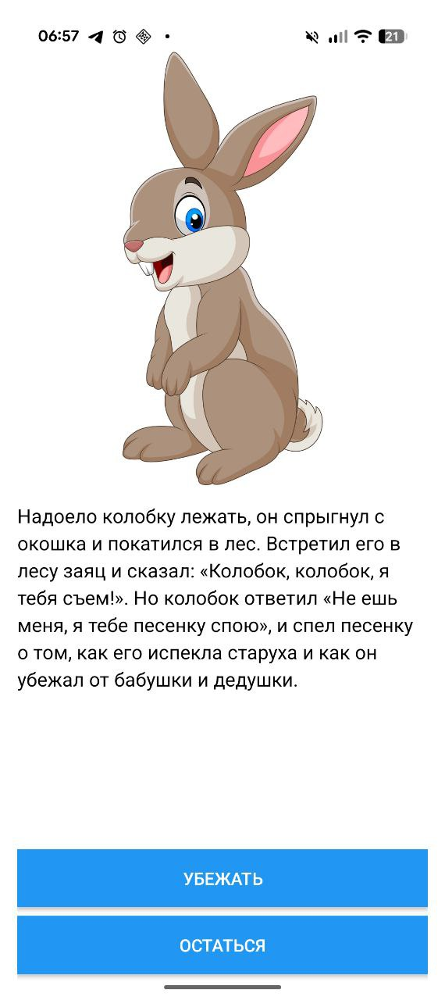 06:57
21
Надоело колобку лежать, он спрыгнул с
окошка и покатился в лес. Встретил его в
лесу заяц и сказал: «Колобок, колобок, я
тебя съем!». Но колобок ответил «Не ешь
меня, я тебе песенку спою», и спел песенку
о том, как его испекла старуха и как он
убежал от бабушки и дедушки.
УБЕЖАТЬ
ОСТАТЬСЯ